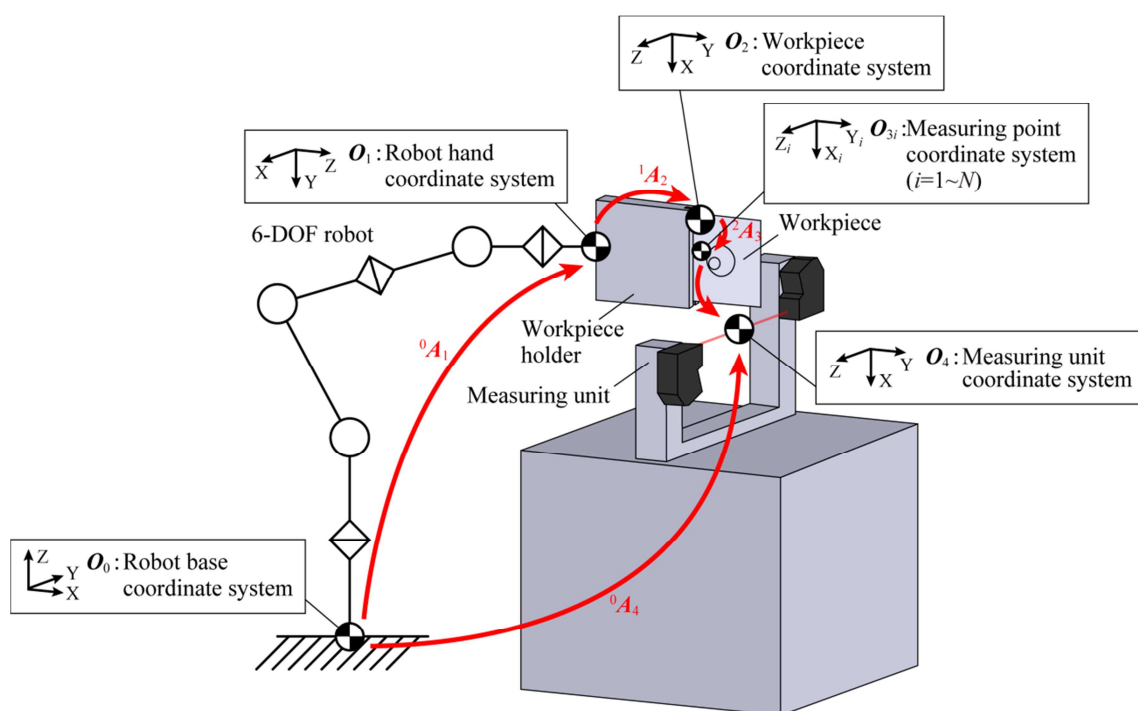 O₂ : Workpiece
coordinate system
Z Y
X
O₃ᵢ: Measuring point
coordinate system
(i=1~N)
Zᵢ Yᵢ
Xᵢ
O₁ : Robot hand
coordinate system
X Z
Y
¹A₂
²A₃
Workpiece
6-DOF robot
Workpiece
holder
⁰A₁
Measuring unit
O₄ : Measuring unit
coordinate system
Z Y
X
O₀ : Robot base
coordinate system
Z
Y
X
⁰A₄